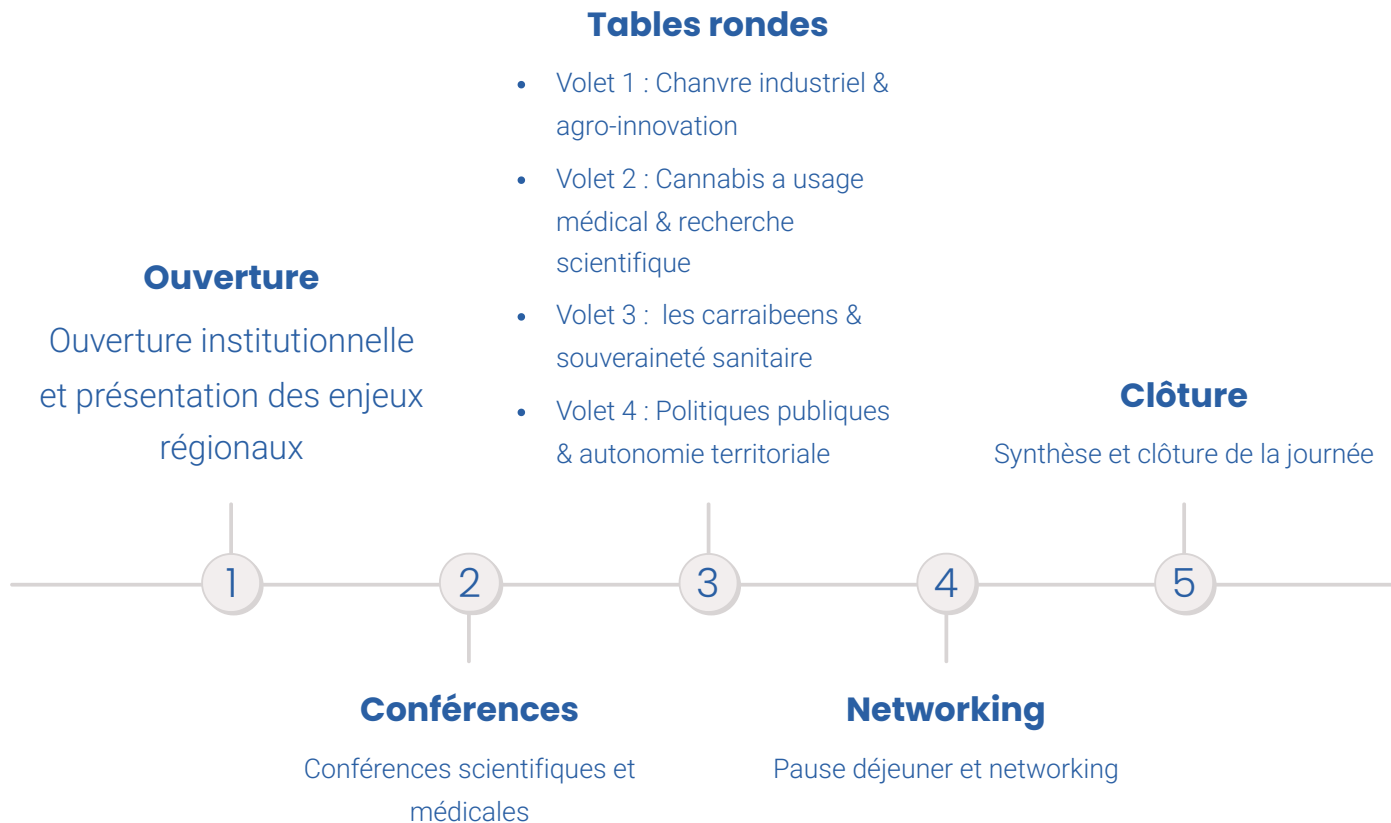 Tables rondes
• Volet 1 : Chanvre industriel &
agro-innovation
• Volet 2 : Cannabis a usage
médical & recherche
scientifique
• Volet 3 :  les carraibeens &
souveraineté sanitaire
• Volet 4 : Politiques publiques
& autonomie territoriale
Ouverture
Ouverture institutionnelle
et présentation des enjeux
régionaux
Clôture
Synthèse et clôture de la journée
1
2
3
4
5
Conférences
Conférences scientifiques et
médicales
Networking
Pause déjeuner et networking